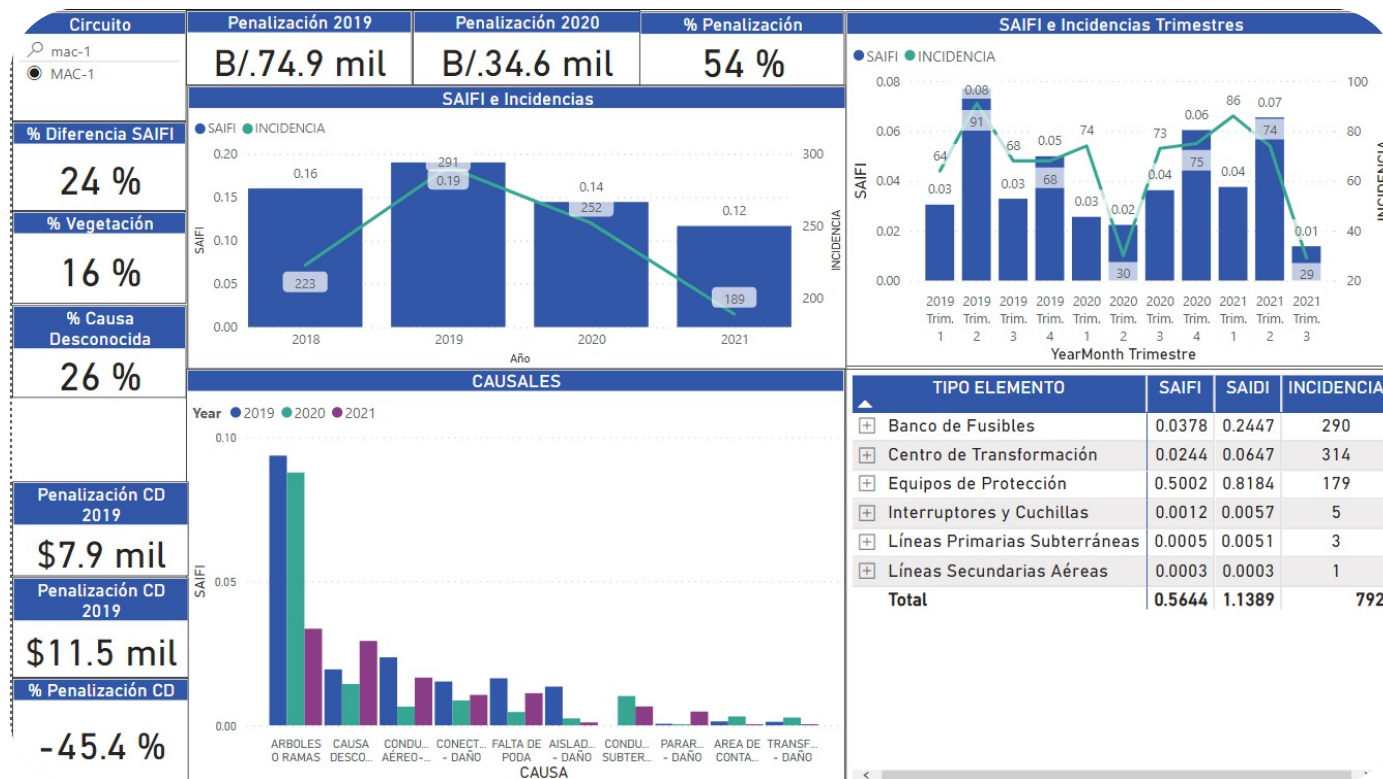 Circuito
mac-1
MAC-1
% Diferencia SAIFI
24 %
% Vegetación
16 %
% Causa
Desconocida
26 %
Penalización CD
2019
$7.9 mil
Penalización CD
2019
$11.5 mil
% Penalización CD
-45.4 %
Penalización 2019
B/.74.9 mil
Penalización 2020
B/.34.6 mil
% Penalización
54 %
SAIFI e Incidencias
SAIFI INCIDENCIA
0.20
0.15
0.10
0.05
0.00
SAIFI
0.16
0.19
0.14
0.12
223
291
252
189
300
250
200
INCIDENCIA
2018 2019 2020 2021
Año
CAUSALES
Year 2019 2020 2021
0.10
0.05
0.00
SAIFI
ARBOLES O RAMAS
CAUSA DESCO...
CONDU... AÉREO-...
CONECT... - DAÑO
FALTA DE PODA
AISLAD... - DAÑO
CONDU... SUBTER...
PARAR... - DAÑO
AREA DE CONTA...
TRANSF... - DAÑO
CAUSA
SAIFI e Incidencias Trimestres
SAIFI INCIDENCIA
0.08
0.06
0.04
0.02
0.00
SAIFI
0.03 0.08 0.03 0.05 0.03 0.02 0.04 0.06 0.04 0.07 0.01
64 91 68 68 74 30 73 75 86 74 29
100
80
60
40
20
INCIDENCIA
2019 2019 2019 2019 2020 2020 2020 2020 2021 2021 2021
Trim. Trim. Trim. Trim. Trim. Trim. Trim. Trim. Trim. Trim. Trim.
1 2 3 4 1 2 3 4 1 2 3
YearMonth Trimestre
TIPO ELEMENTO SAIFI SAIDI INCIDENCIA
Banco de Fusibles 0.0378 0.2447 290
Centro de Transformación 0.0244 0.0647 314
Equipos de Protección 0.5002 0.8184 179
Interruptores y Cuchillas 0.0012 0.0057 5
Líneas Primarias Subterráneas 0.0005 0.0051 3
Líneas Secundarias Aéreas 0.0003 0.0003 1
Total 0.5644 1.1389 792